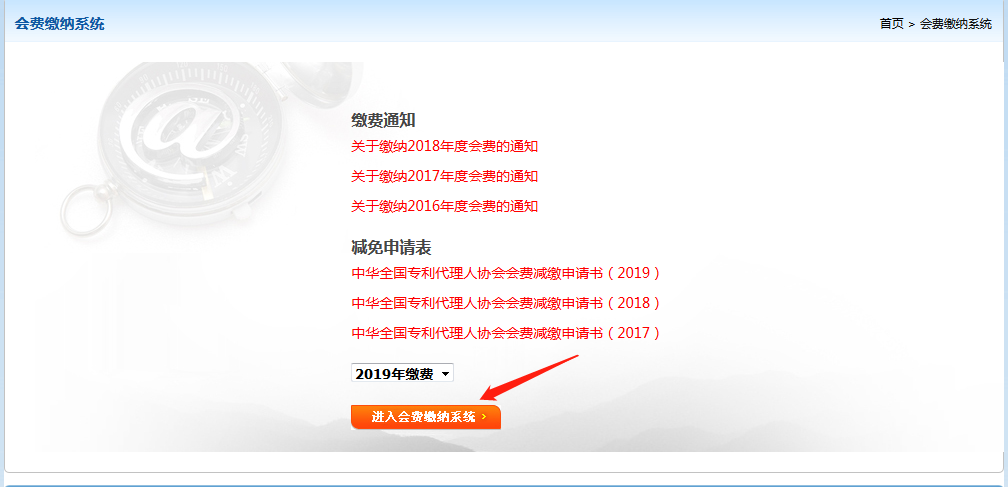 会费缴纳系统
首页 > 会费缴纳系统
缴费通知
关于缴纳2018年度会费的通知
关于缴纳2017年度会费的通知
关于缴纳2016年度会费的通知
减免申请表
中华全国专利代理人协会会费减缴申请书（2019）
中华全国专利代理人协会会费减缴申请书（2018）
中华全国专利代理人协会会费减缴申请书（2017）
2019年缴费
进入会费缴纳系统 ›